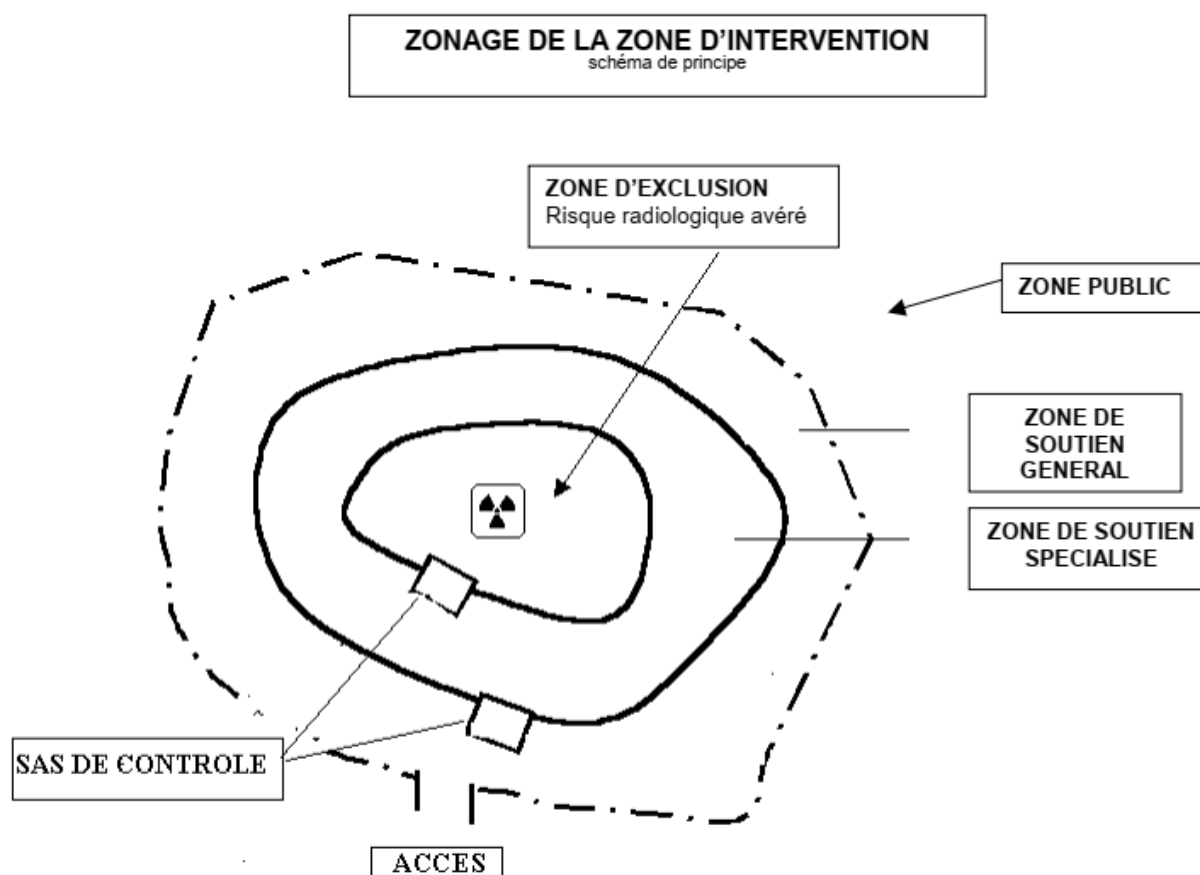 ZONAGE DE LA ZONE D'INTERVENTION
schéma de principe
ZONE D'EXCLUSION
Risque radiologique avéré
ZONE PUBLIC
ZONE DE
SOUTIEN
GENERAL
ZONE DE SOUTIEN
SPECIALISE
SAS DE CONTROLE
ACCES